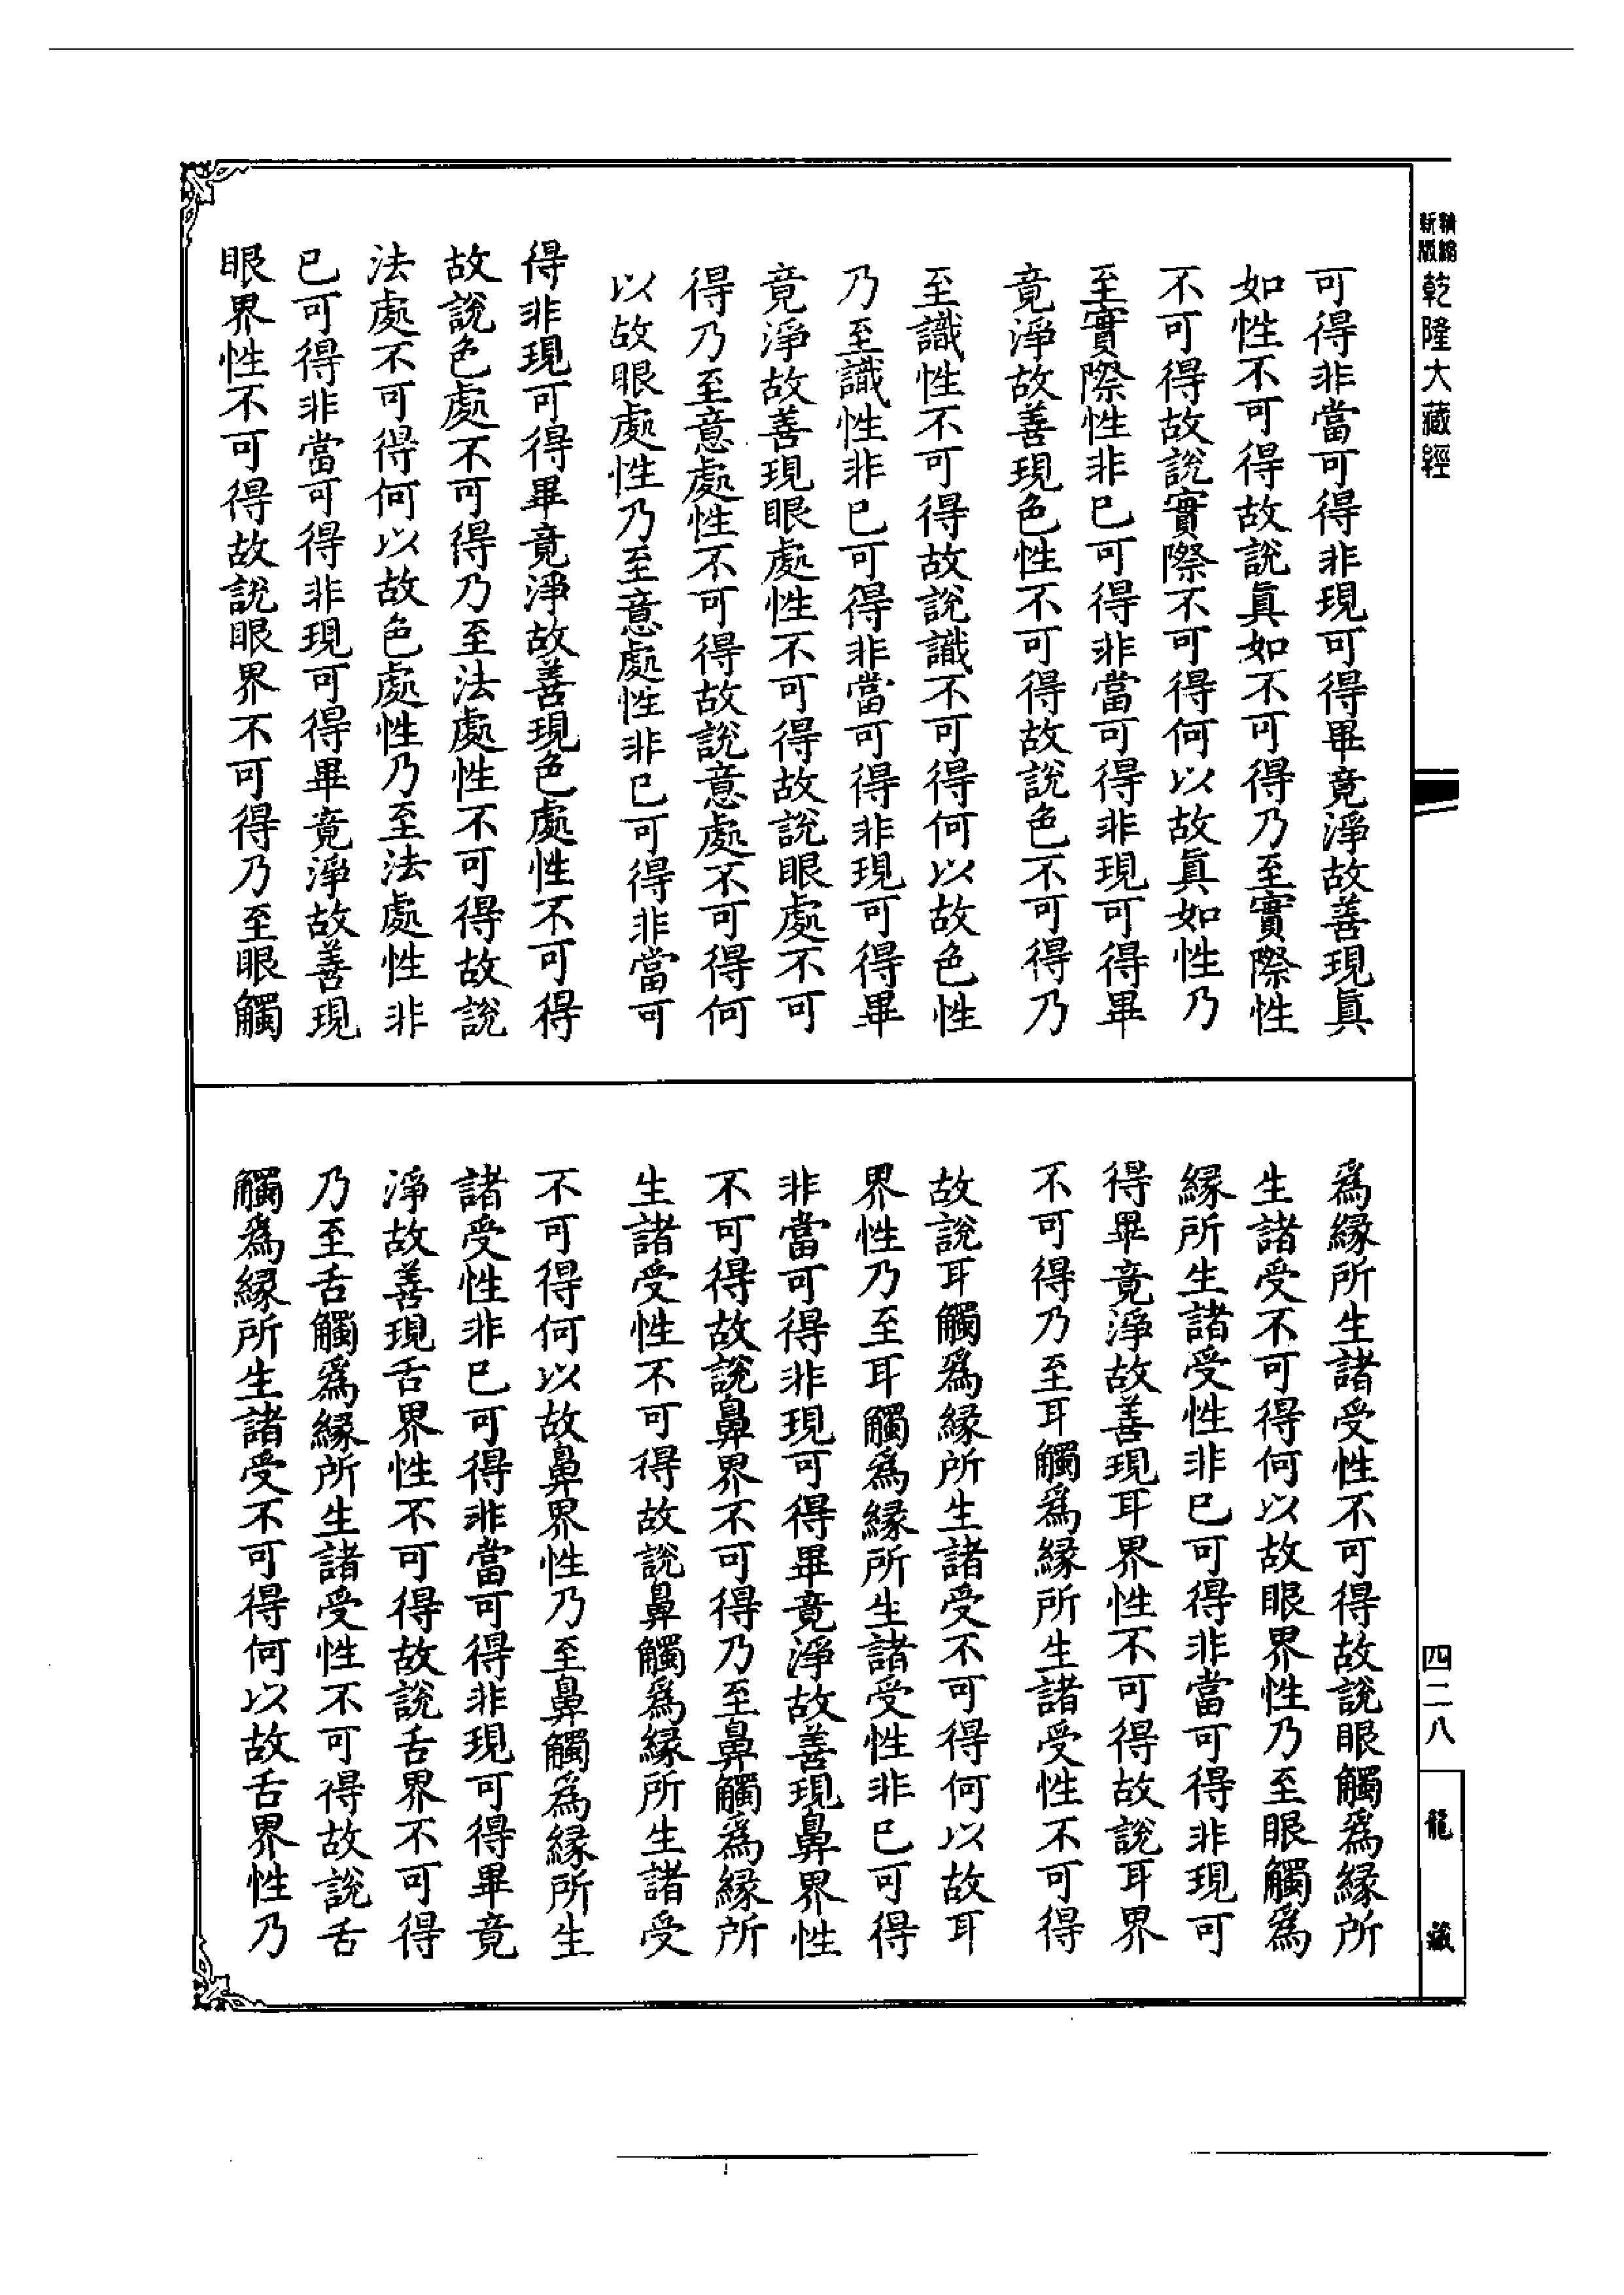 精縮新版乾隆大藏經
可得非當可得非現可得畢竟淨故善現真
如性不可得故說真如不可得乃至實際性
不可得故說實際不可得何以故真如性乃
至實際性非已可得非當可得非現可得畢
竟淨故善現色性不可得故說色不可得乃
至識性不可得故說識不可得何以故色性
乃至識性非已可得非當可得非現可得畢
竟淨故善現眼處性不可得故說眼處不可
得乃至意處性不可得故說意處不可得何
以故眼處性乃至意處性非已可得非當可
得非現可得畢竟淨故善現色處性不可得
故說色處不可得乃至法處性不可得故說
法處不可得何以故色處性乃至法處性非
已可得非當可得非現可得畢竟淨故善現
眼界性不可得故說眼界不可得乃至眼觸
為緣所生諸受性不可得故說眼觸為緣所
生諸受不可得何以故眼界性乃至眼觸為
緣所生諸受性非已可得非當可得非現可
得畢竟淨故善現耳界性不可得故說耳界
不可得乃至耳觸為緣所生諸受性不可得
故說耳觸為緣所生諸受不可得何以故耳
界性乃至耳觸為緣所生諸受性非已可得
非當可得非現可得畢竟淨故善現鼻界性
不可得故說鼻界不可得乃至鼻觸為緣所
生諸受性不可得故說鼻觸為緣所生諸受
不可得何以故鼻界性乃至鼻觸為緣所生
諸受性非已可得非當可得非現可得畢竟
淨故善現舌界性不可得故說舌界不可得
乃至舌觸為緣所生諸受性不可得故說舌
觸為緣所生諸受不可得何以故舌界性乃
四二八
龍藏